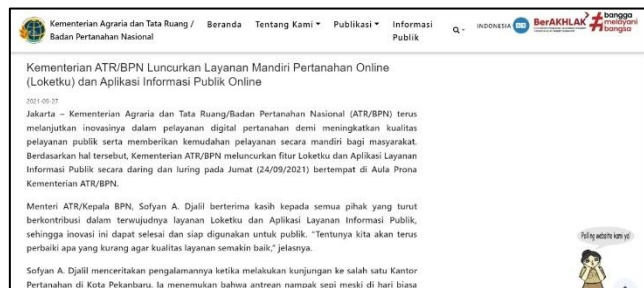 Kementerian Agraria dan Tata Ruang / Beranda Tentang Kami Publikasi Informasi INDONESIA BerAKHLAK bangga
Badan Pertanahan Nasional Publik melayani
bangsa
Kementerian ATR/BPN Luncurkan Layanan Mandiri Pertanahan Online
(Loketku) dan Aplikasi Informasi Publik Online
2021-09-27
Jakarta – Kementerian Agraria dan Tata Ruang/Badan Pertanahan Nasional (ATR/BPN) terus
melanjutkan inovasinya dalam pelayanan digital pertanahan demi meningkatkan kualitas
pelayanan publik serta memberikan kemudahan pelayanan secara mandiri bagi masyarakat.
Berdasarkan hal tersebut, Kementerian ATR/BPN meluncurkan fitur Loketku dan Aplikasi Layanan
Informasi Publik secara daring dan luring pada Jumat (24/09/2021) bertempat di Aula Prona
Kementerian ATR/BPN.
Menteri ATR/Kepala BPN, Sofyan A. Djalil berterima kasih kepada semua pihak yang turut
berkontribusi dalam terwujudnya layanan Loketku dan Aplikasi Layanan Informasi Publik,
sehingga inovasi ini dapat selesai dan siap digunakan untuk publik. “Tentunya kita akan terus
perbaiki apa yang kurang agar kualitas layanan semakin baik,” jelasnya.
Sofyan A. Djalil menceritakan pengalamannya ketika melakukan kunjungan ke salah satu Kantor
Pertanahan di Kota Pekanbaru. Ia menemukan bahwa antrean nampak sepi meski di hari biasa
Polling website kami ya!